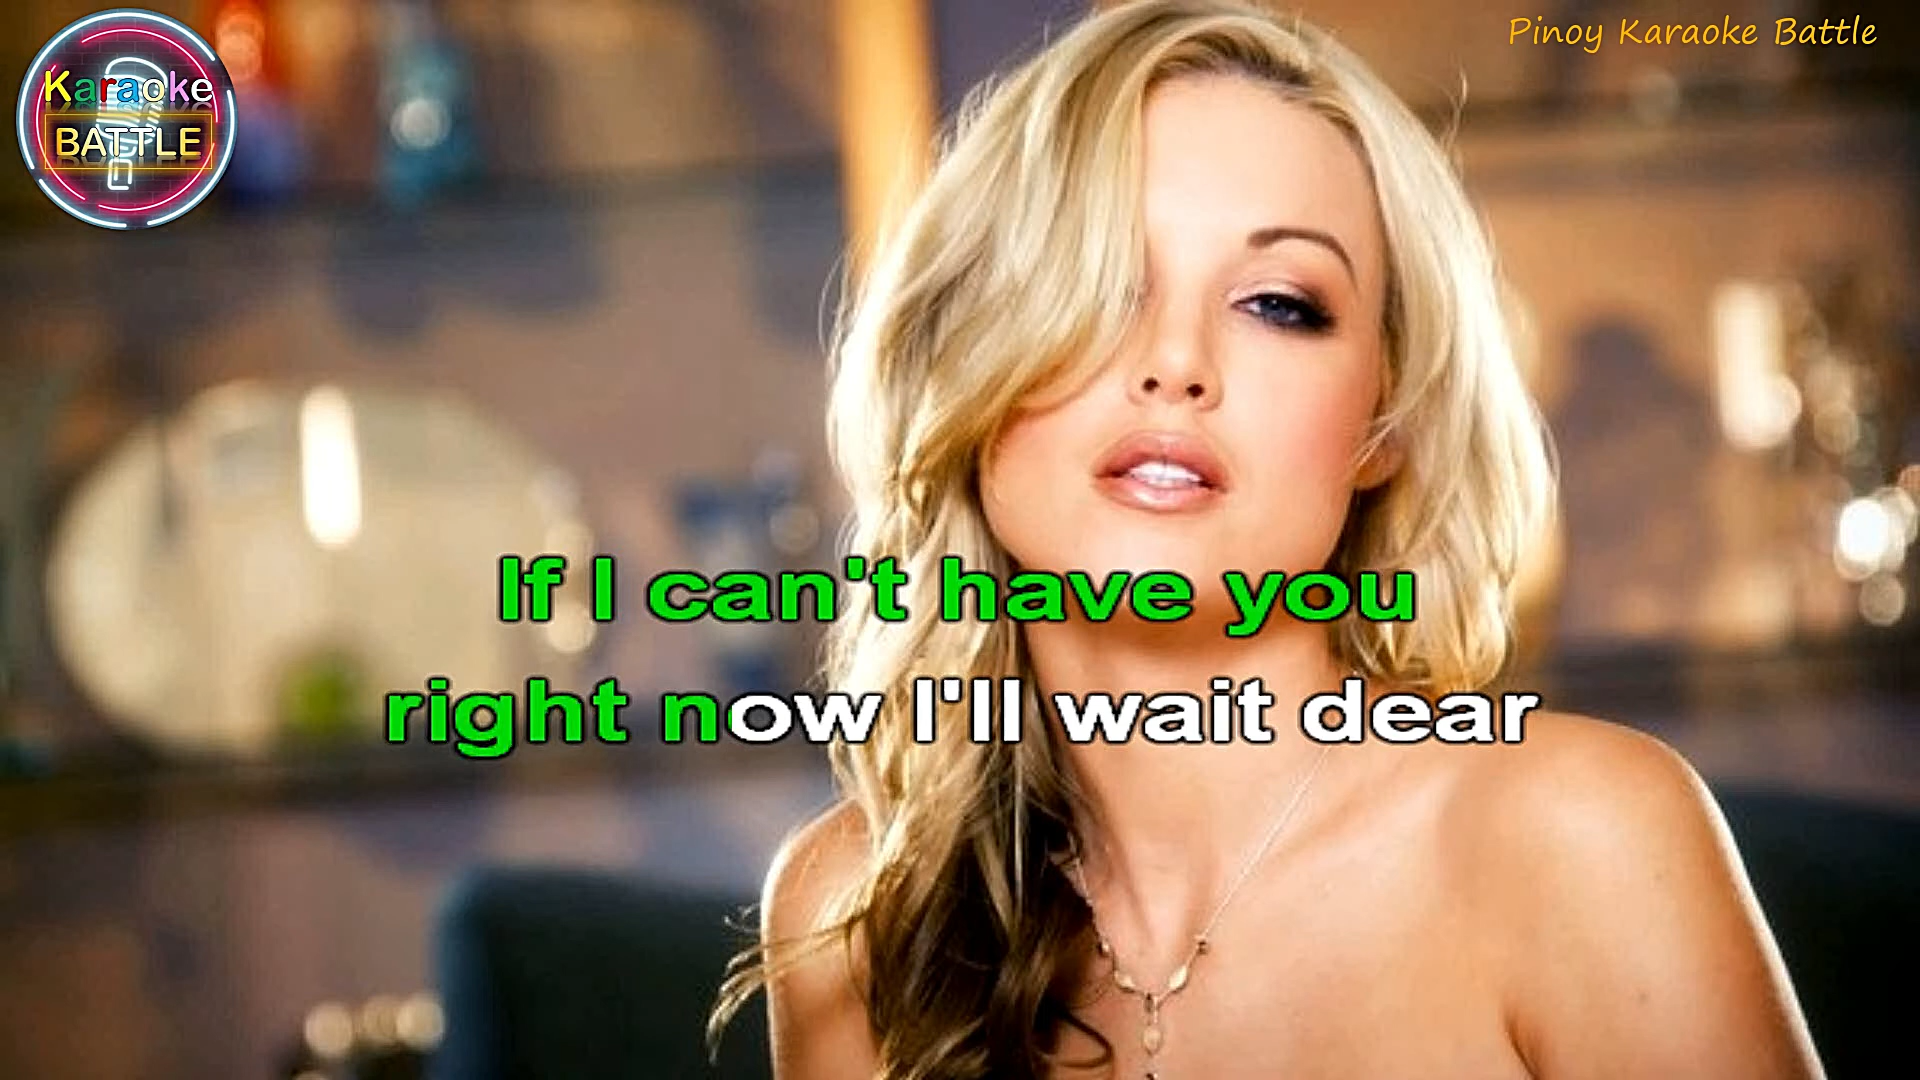 Karaoke
BATTLE
Pinoy Karaoke Battle
If I can't have you
right now I'll wait dear